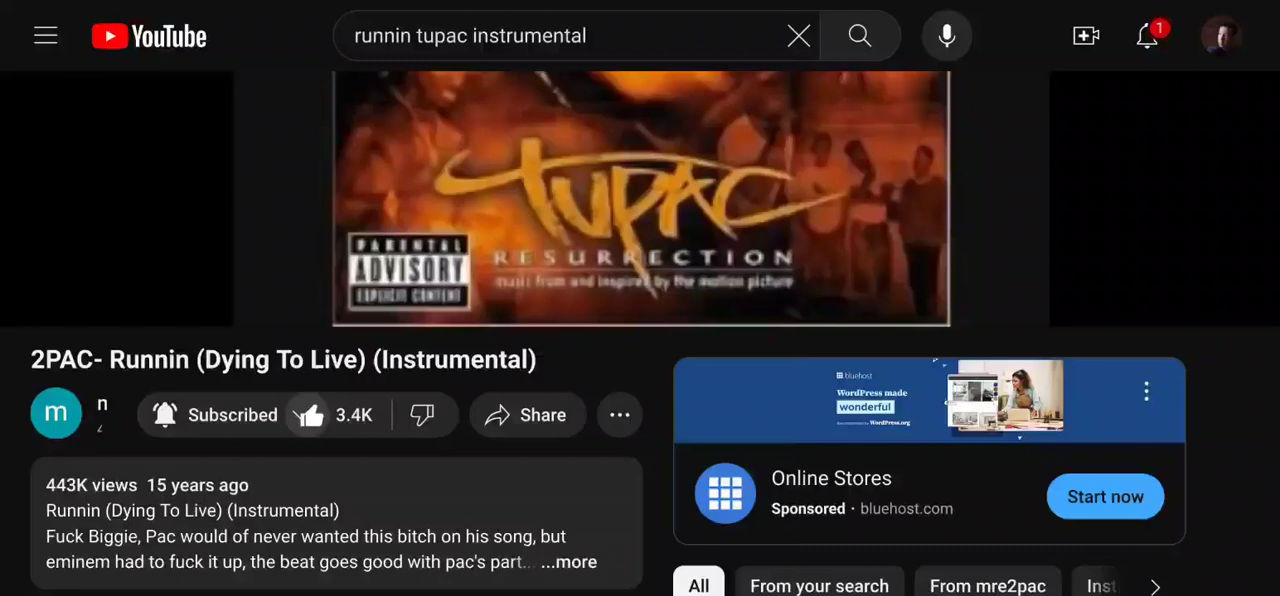 YouTube
runnin tupac instrumental
1
TUPAC
PARENTAL
ADVISORY
EXPLICIT CONTENT
RESURRECTION
music from and inspired by the motion picture
2PAC- Runnin (Dying To Live) (Instrumental)
m
n
Subscribed
3.4K
Share
443K views 15 years ago
Runnin (Dying To Live) (Instrumental)
Fuck Biggie, Pac would of never wanted this bitch on his song, but
eminem had to fuck it up, the beat goes good with pac's part... ...more
bluehost
WordPress made
wonderful
WordPress.org
Online Stores
Sponsored · bluehost.com
Start now
All
From your search
From mre2pac
Inst